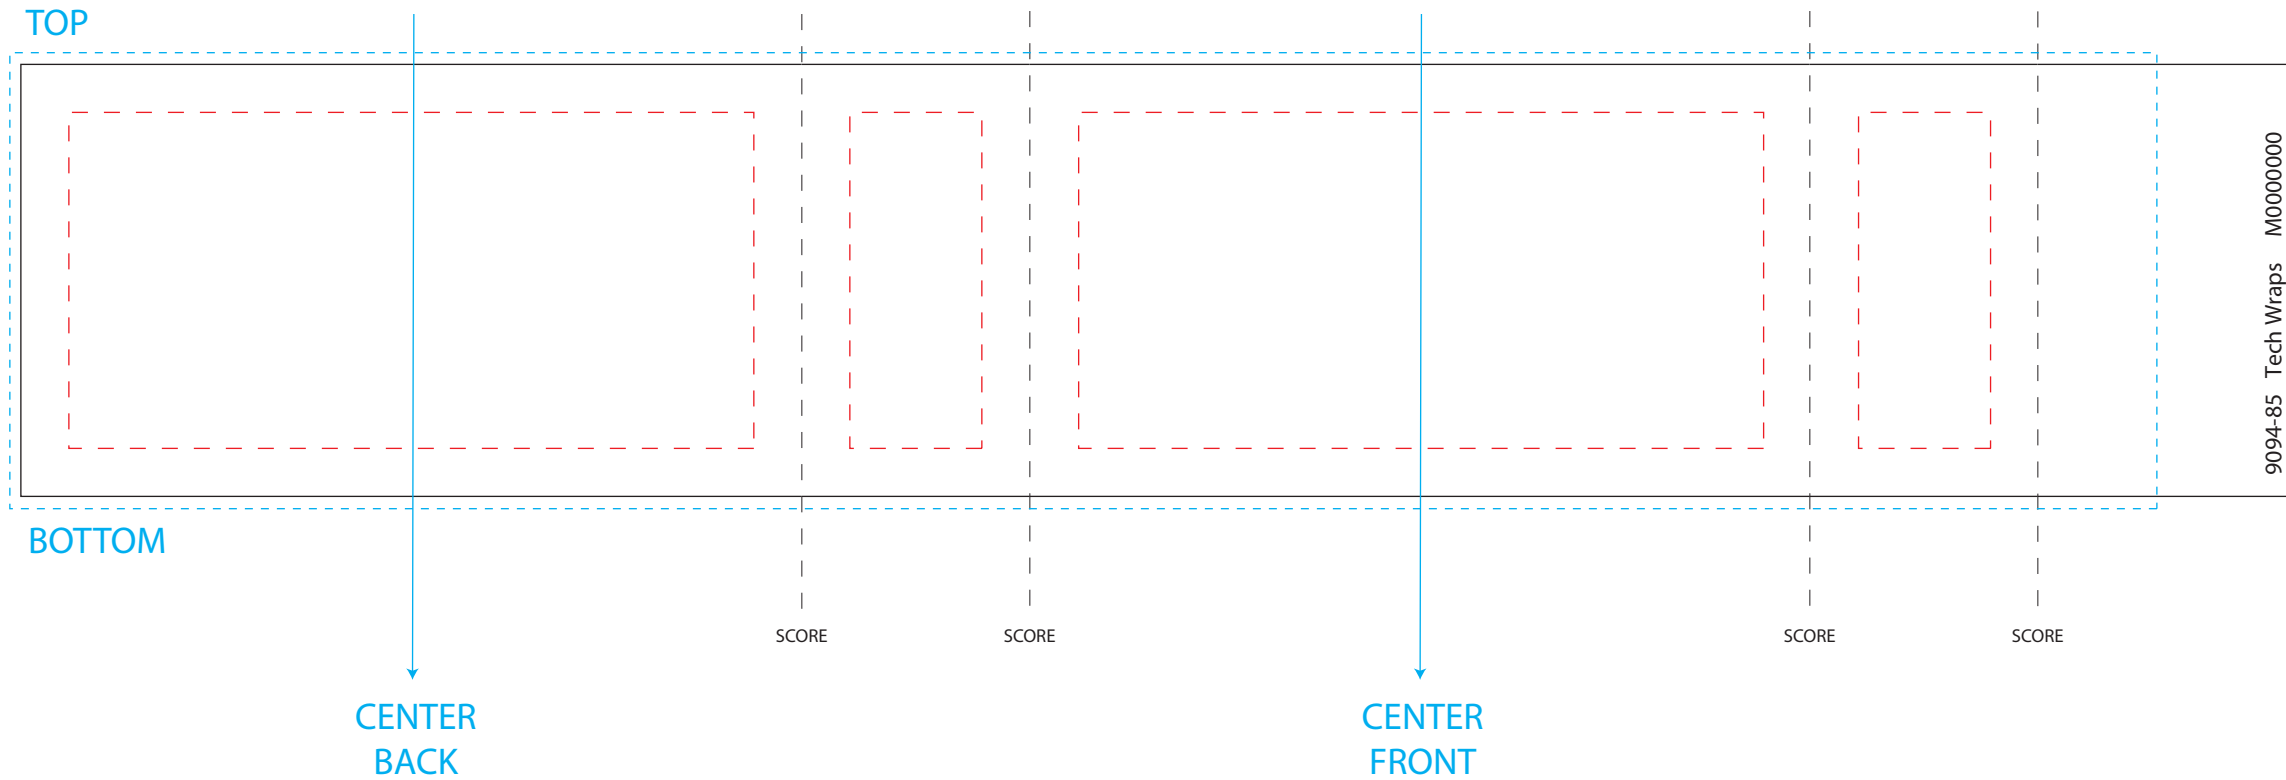 TOP
BOTTOM
SCORE
SCORE
SCORE
SCORE
CENTER
BACK
CENTER
FRONT
9094-85 Tech Wraps M0000000